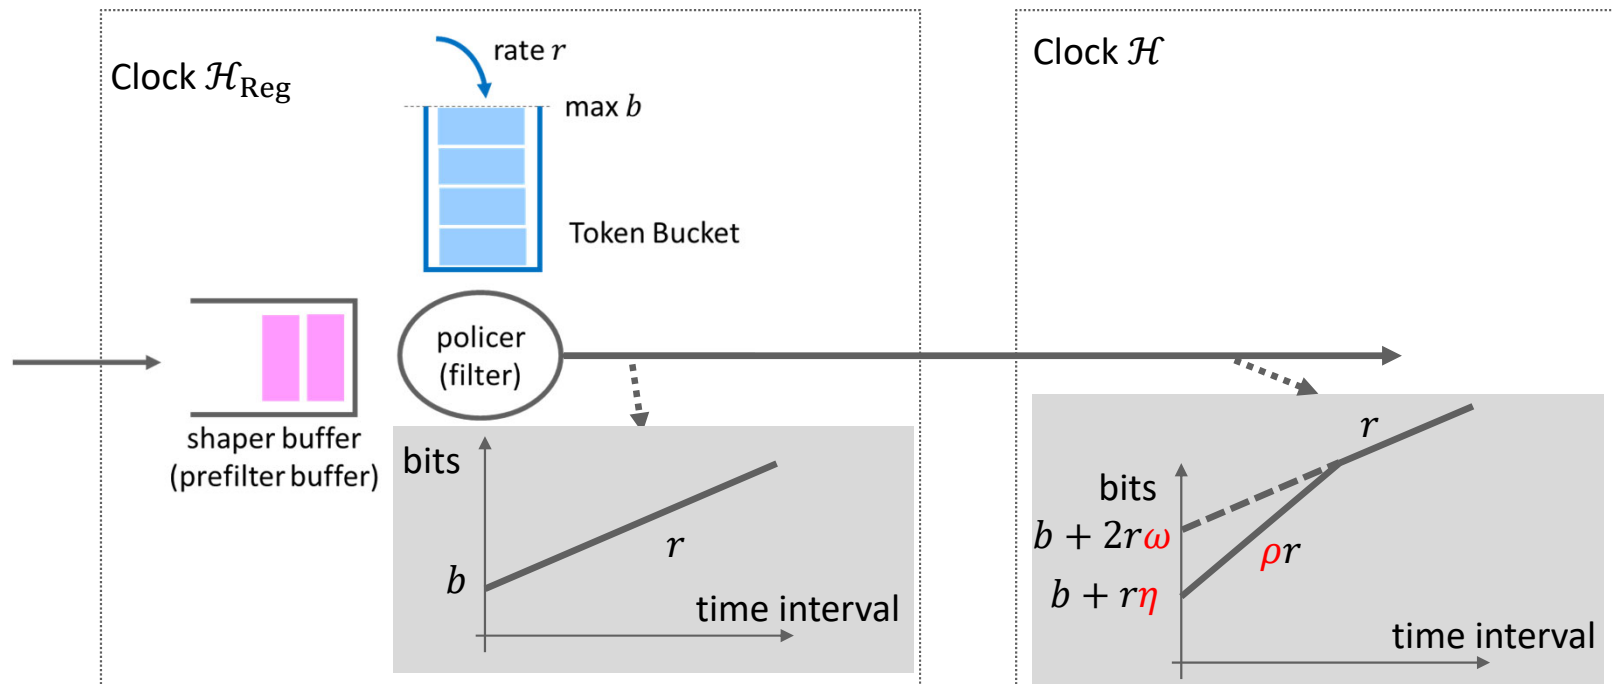 Clock ℋ_Reg
rate r
max b
Token Bucket
policer
(filter)
shaper buffer
(prefilter buffer)
bits
b
r
time interval
Clock ℋ
r
bits
b + 2rω
ρr
b + rη
time interval